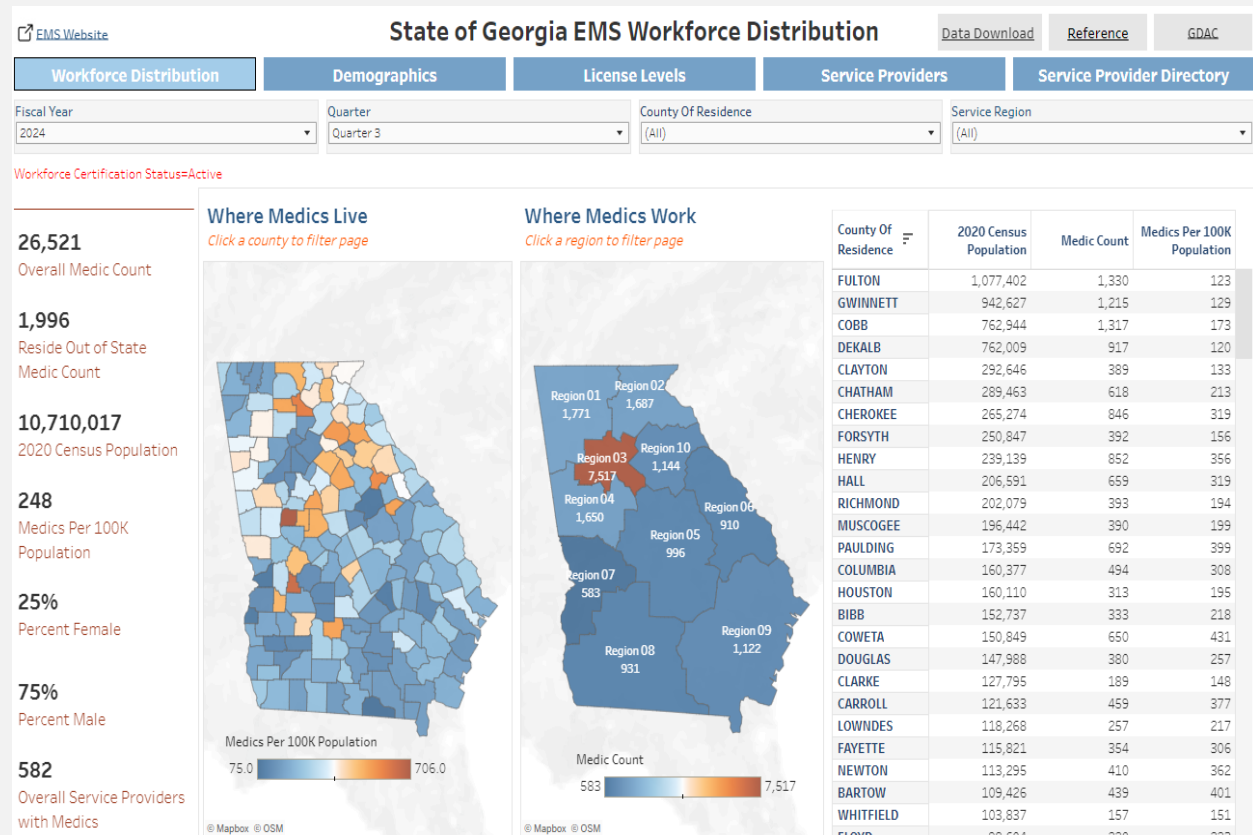 EMS Website
State of Georgia EMS Workforce Distribution
Data Download
Reference
GDAC
Workforce Distribution
Demographics
License Levels
Service Providers
Service Provider Directory
Fiscal Year
2024
Quarter
Quarter 3
County Of Residence
(All)
Service Region
(All)
Workforce Certification Status=Active
26,521
Overall Medic Count
1,996
Reside Out of State
Medic Count
10,710,017
2020 Census Population
248
Medics Per 100K
Population
25%
Percent Female
75%
Percent Male
582
Overall Service Providers
with Medics
Where Medics Live
Click a county to filter page
Medics Per 100K Population
75.0 706.0
© Mapbox © OSM
Where Medics Work
Click a region to filter page
Region 01
1,771
Region 02
1,687
Region 03
7,517
Region 10
1,144
Region 04
1,650
Region 06
910
Region 05
996
Region 07
583
Region 09
1,122
Region 08
931
Medic Count
583 7,517
© Mapbox © OSM
County Of
Residence
2020 Census
Population
Medic Count
Medics Per 100K
Population
FULTON 1,077,402 1,330 123
GWINNETT 942,627 1,215 129
COBB 762,944 1,317 173
DEKALB 762,009 917 120
CLAYTON 292,646 389 133
CHATHAM 289,463 618 213
CHEROKEE 265,274 846 319
FORSYTH 250,847 392 156
HENRY 239,139 852 356
HALL 206,591 659 319
RICHMOND 202,079 393 194
MUSCOGEE 196,442 390 199
PAULDING 173,359 692 399
COLUMBIA 160,377 494 308
HOUSTON 160,110 313 195
BIBB 152,737 333 218
COWETA 150,849 650 431
DOUGLAS 147,988 380 257
CLARKE 127,795 189 148
CARROLL 121,633 459 377
LOWNDES 118,268 257 217
FAYETTE 115,821 354 306
NEWTON 113,295 410 362
BARTOW 109,426 439 401
WHITFIELD 103,837 157 151